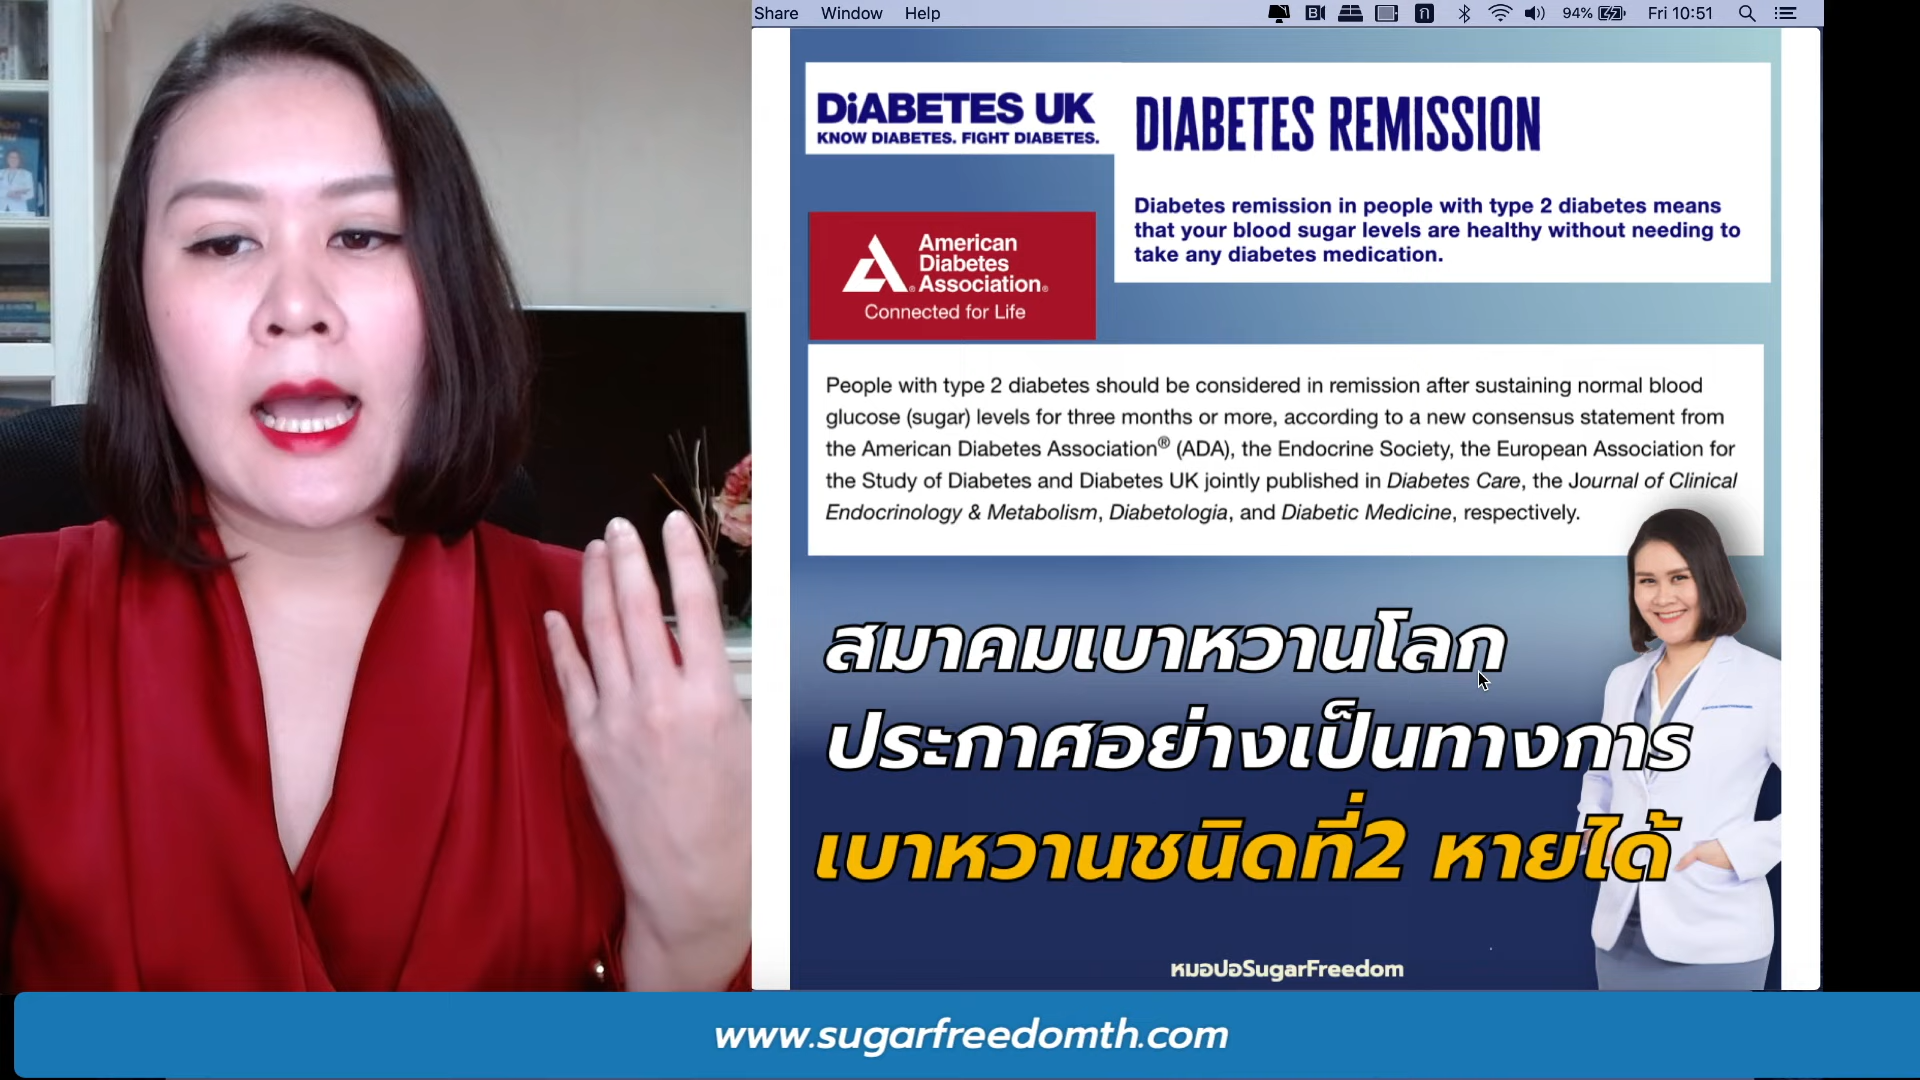 Share Window Help
94% Fri 10:51
DiABETES UK
KNOW DIABETES. FIGHT DIABETES.
DIABETES REMISSION
Diabetes remission in people with type 2 diabetes means
that your blood sugar levels are healthy without needing to
take any diabetes medication.
American
Diabetes
Association®
Connected for Life
People with type 2 diabetes should be considered in remission after sustaining normal blood
glucose (sugar) levels for three months or more, according to a new consensus statement from
the American Diabetes Association® (ADA), the Endocrine Society, the European Association for
the Study of Diabetes and Diabetes UK jointly published in Diabetes Care, the Journal of Clinical
Endocrinology & Metabolism, Diabetologia, and Diabetic Medicine, respectively.
สมาคมเบาหวานโลก
ประกาศอย่างเป็นทางการ
เบาหวานชนิดที่2 หายได้
หมอปอSugarFreedom
www.sugarfreedomth.com